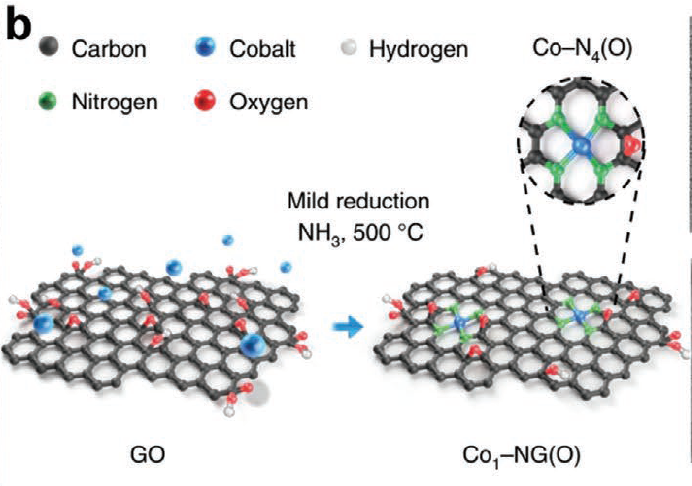 b
Carbon
Cobalt
Hydrogen
Co–N₄(O)
Nitrogen
Oxygen
Mild reduction
NH₃, 500 °C
GO
Co₁–NG(O)